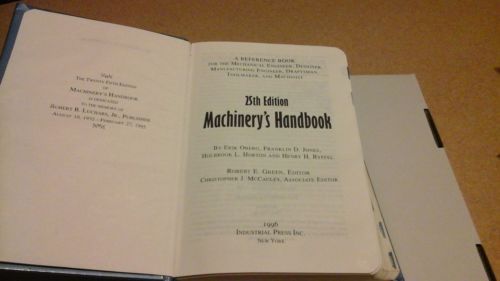 THE TWENTY-FIFTH EDITION
OF
MACHINERY'S HANDBOOK
IS DEDICATED
TO THE MEMORY OF
ROBERT B. LUCHARS, JR., PUBLISHER
AUGUST 18, 1932 - FEBRUARY 27, 1995
A REFERENCE BOOK
FOR THE MECHANICAL ENGINEER, DESIGNER,
MANUFACTURING ENGINEER, DRAFTSMAN,
TOOLMAKER, AND MACHINIST
25th Edition
Machinery's Handbook
BY ERIK OBERG, FRANKLIN D. JONES,
HOLBROOK L. HORTON AND HENRY H. RYFFEL
ROBERT E. GREEN, EDITOR
CHRISTOPHER J. MCCAULEY, ASSOCIATE EDITOR
1996
INDUSTRIAL PRESS INC.
NEW YORK